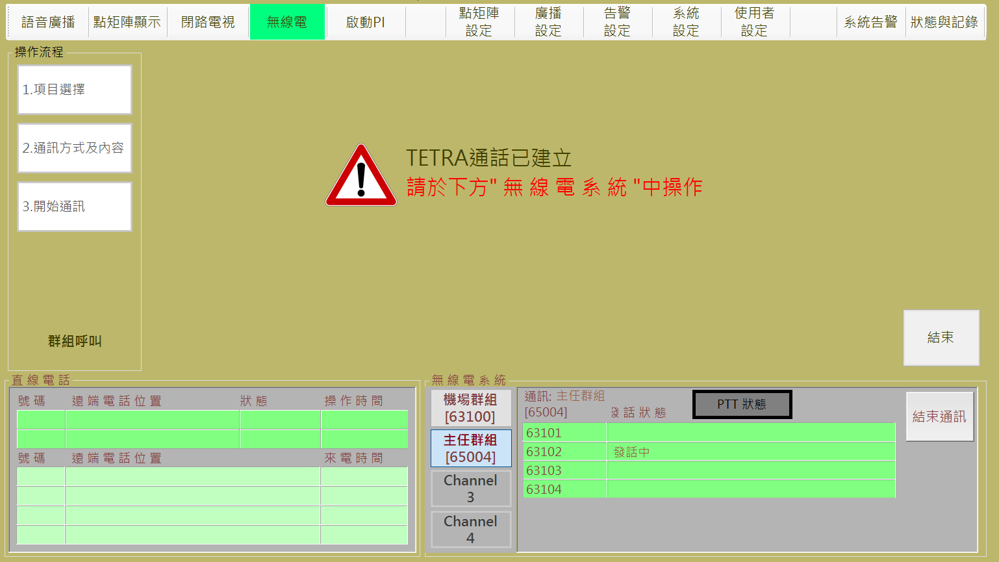 語音廣播
點矩陣顯示
閉路電視
無線電
啟動PI
點矩陣
設定
廣播
設定
告警
設定
系統
設定
使用者
設定
系統告警
狀態與記錄
操作流程
1.項目選擇
2.通訊方式及內容
3.開始通訊
群組呼叫
TETRA通話已建立
請於下方" 無 線 電 系 統 "中操作
結束
直 線 電 話
號 碼 遠 端 電 話 位 置 狀 態 操 作 時 間
號 碼 遠 端 電 話 位 置 來 電 時 間
無 線 電 系 統
機場群組
[63100]
主任群組
[65004]
Channel
3
Channel
4
通訊: 主任群組
[65004]
發 話 狀 態
PTT 狀態
63101
63102 發話中
63103
63104
結束通訊